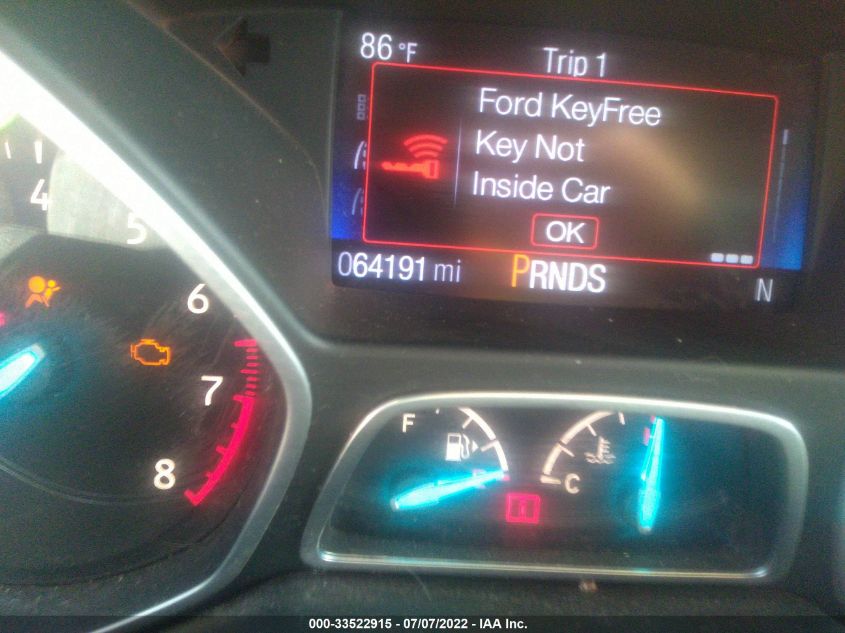 86 °F
Trip 1
Ford KeyFree
Key Not
Inside Car
OK
064191 mi
PRNDS
N
4
5
6
7
8
F
C
000-33522915 - 07/07/2022 - IAA Inc.